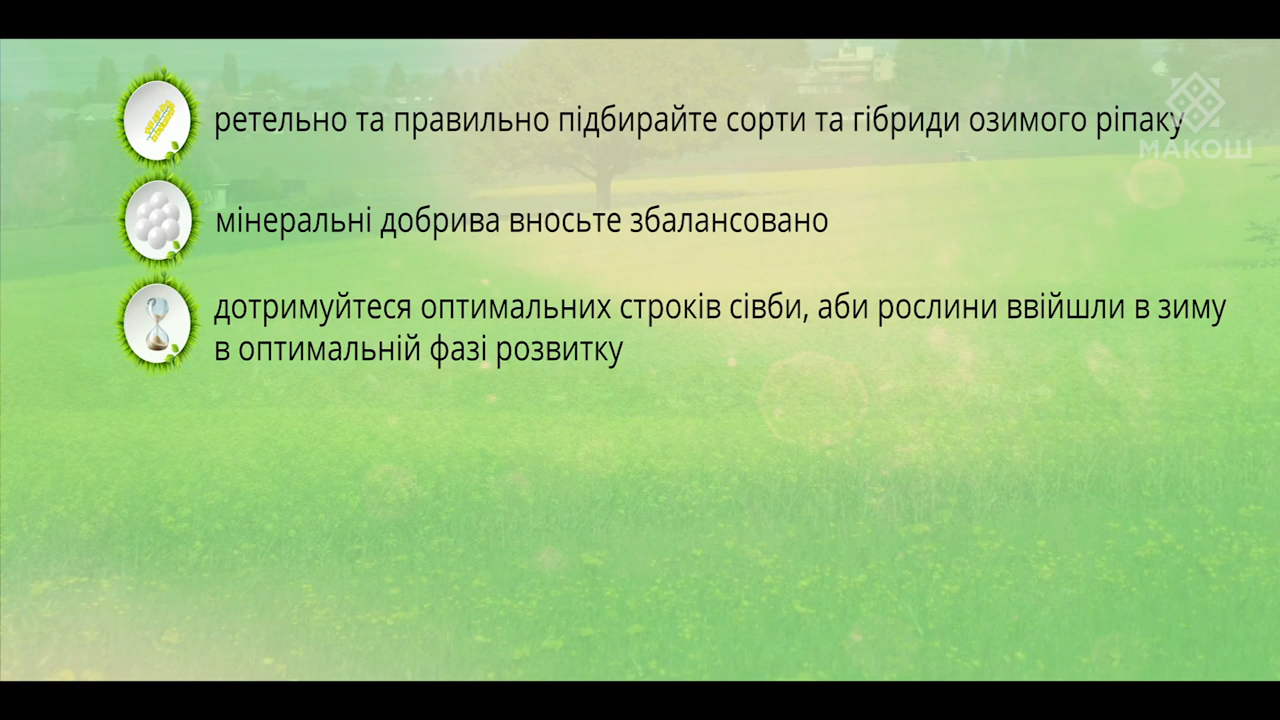 ретельно та правильно підбирайте сорти та гібриди озимого ріпаку
МАКОШ
мінеральні добрива вносьте збалансовано
дотримуйтеся оптимальних строків сівби, аби рослини ввійшли в зиму
в оптимальній фазі розвитку